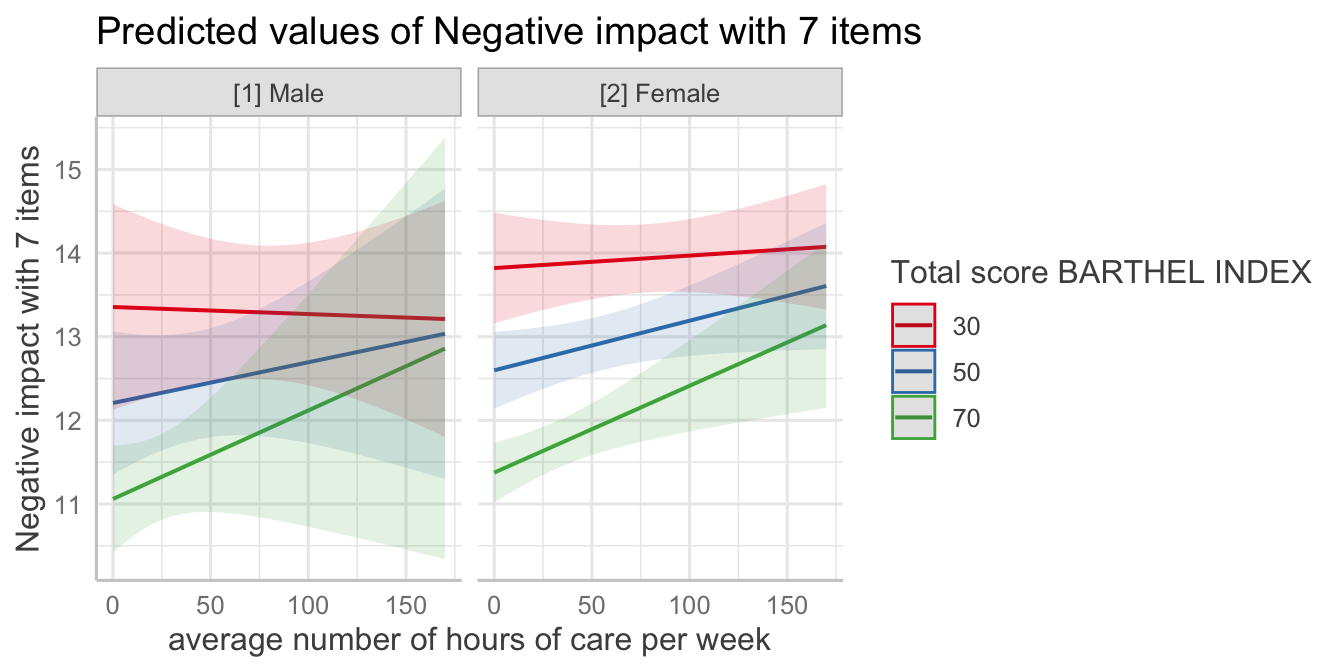 Predicted values of Negative impact with 7 items
[1] Male
[2] Female
Negative impact with 7 items
15
14
13
12
11
0 50 100 150
0 50 100 150
average number of hours of care per week
Total score BARTHEL INDEX
30
50
70